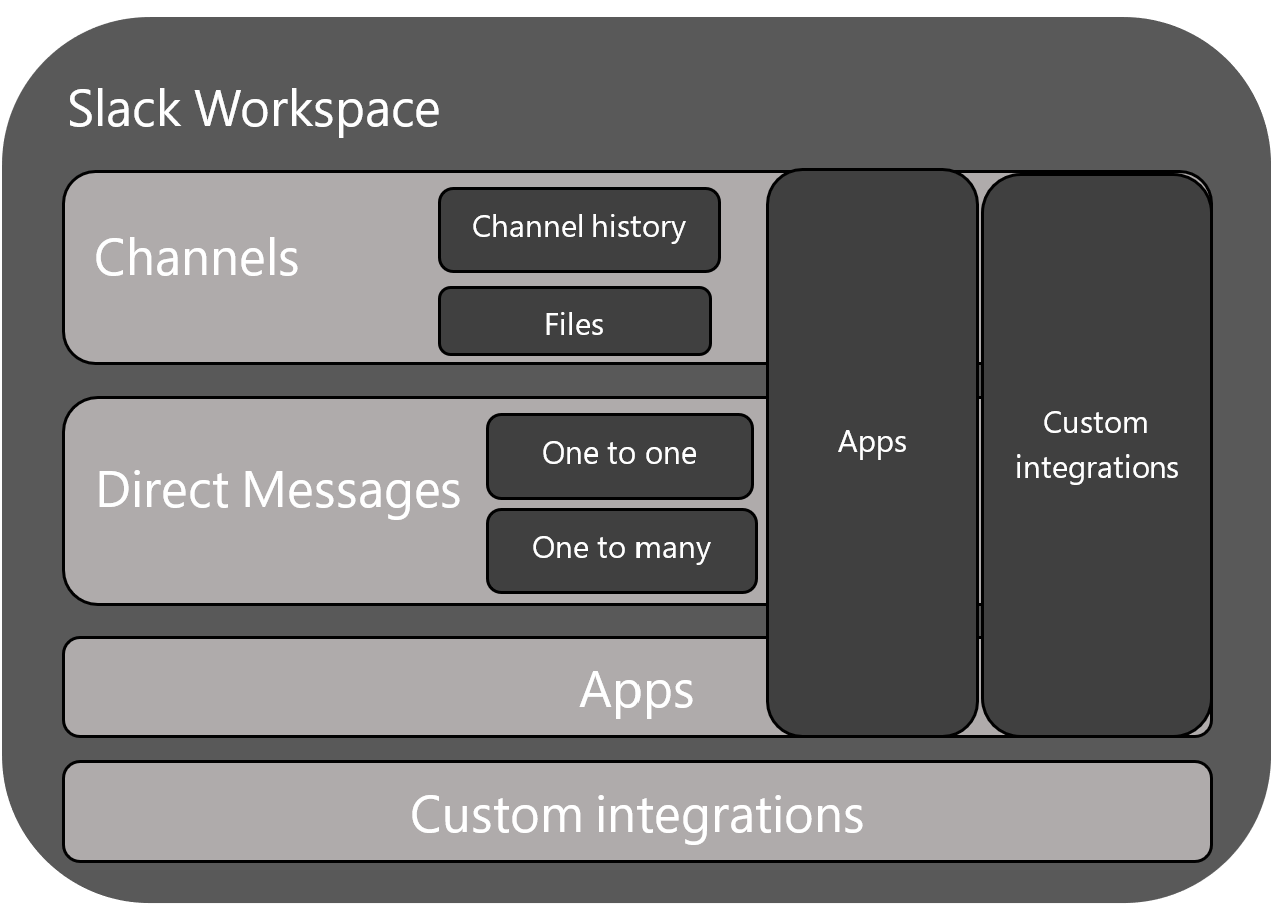 Slack Workspace
Channels
Channel history
Files
Direct Messages
One to one
One to many
Apps
Custom
integrations
Apps
Custom integrations